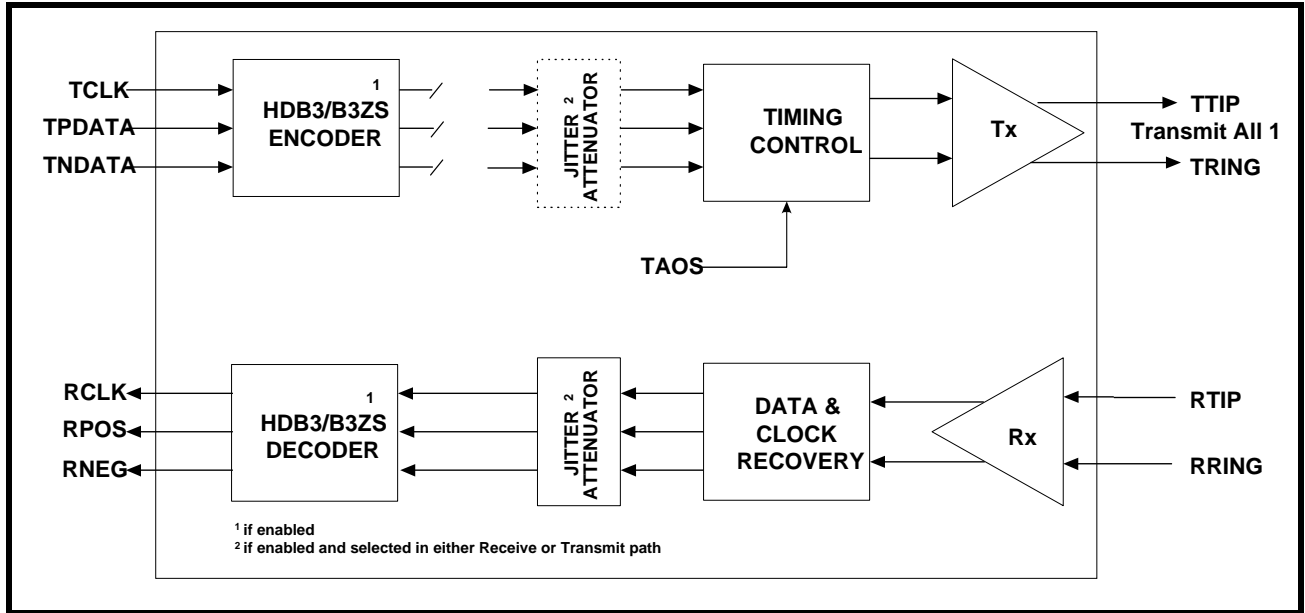 TCLK
TPDATA
TNDATA
1
HDB3/B3ZS
ENCODER
JITTER 2
ATTENUATOR
TIMING
CONTROL
Tx
TTIP
Transmit All 1
TRING
TAOS
RCLK
RPOS
RNEG
1
HDB3/B3ZS
DECODER
JITTER 2
ATTENUATOR
DATA &
CLOCK
RECOVERY
Rx
RTIP
RRING
1 if enabled
2 if enabled and selected in either Receive or Transmit path